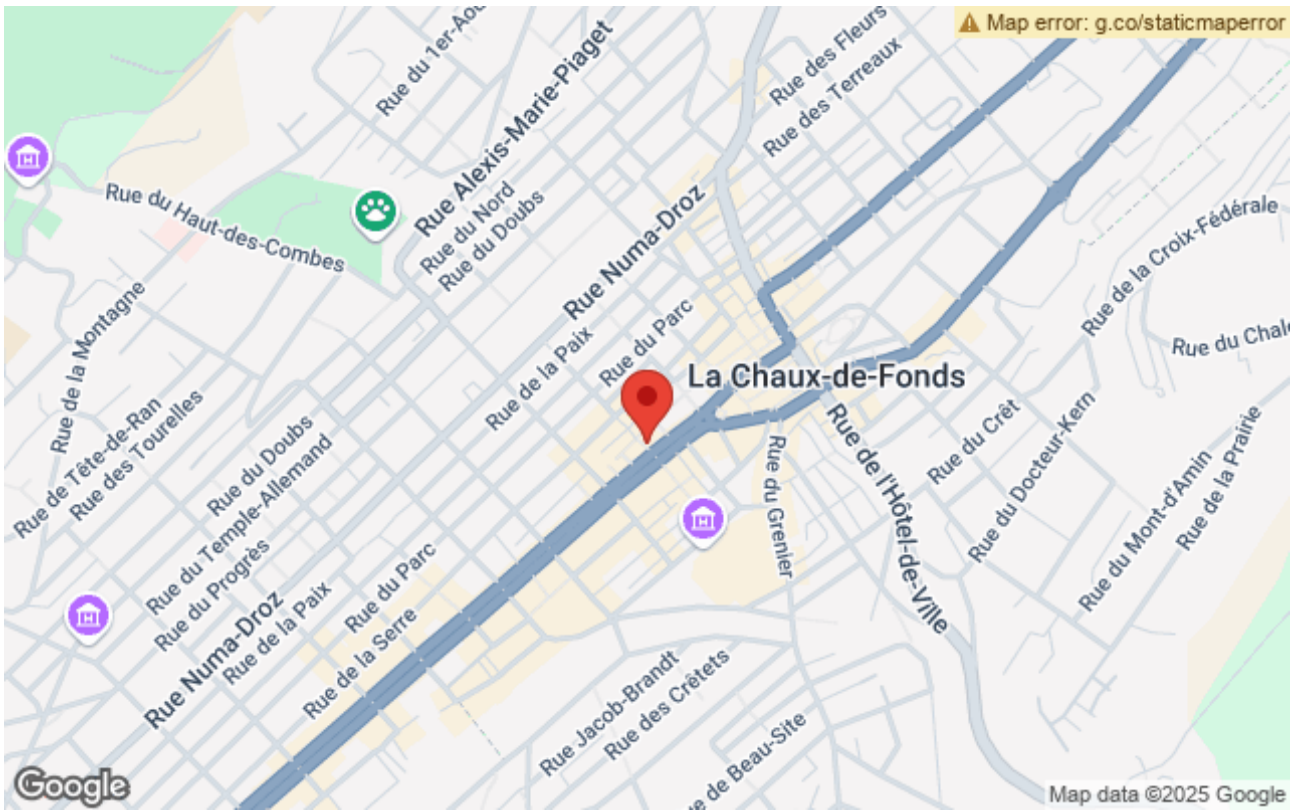 Map error: g.co/staticmaperror
Rue du 1er-Aoû
Rue Alexis-Marie-Piaget
Rue des Fleurs
Rue des Terreaux
Rue du Haut-des-Combes
Rue du Nord
Rue du Doubs
Rue Numa-Droz
Rue de la Croix-Fédérale
Rue de la Montagne
Rue du Parc
Rue de la Paix
Rue du Chale
La Chaux-de-Fonds
Rue de Tête-de-Ran
Rue des Tourelles
Rue du Doubs
Rue du Temple-Allemand
Rue du Progrès
Rue Numa-Droz
Rue de la Paix
Rue du Parc
Rue de la Serre
Rue du Grenier
Rue de l'Hôtel-de-Ville
Rue du Crêt
Rue du Docteur-Kern
Rue du Mont-d'Amin
Rue de la Prairie
Rue Jacob-Brandt
Rue des Crêtets
e de Beau-Site
Google
Map data ©2025 Google